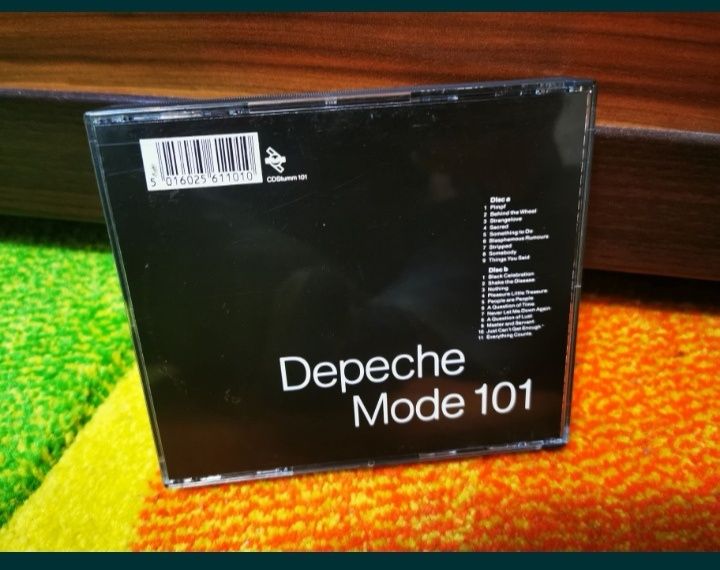 5 016025 611010
CDStumm 101
Disc a
1 Pimpf
2 Behind the Wheel
3 Strangelove
4 Sacred
5 Something to Do
6 Blasphemous Rumours
7 Stripped
8 Somebody
9 Things You Said
Disc b
1 Black Celebration
2 Shake the Disease
3 Nothing
4 Pleasure Little Treasure
5 People are People
6 A Question of Time
7 Never Let Me Down Again
8 A Question of Lust
9 Master and Servant
10 Just Can't Get Enough *
11 Everything Counts
Depeche
Mode 101